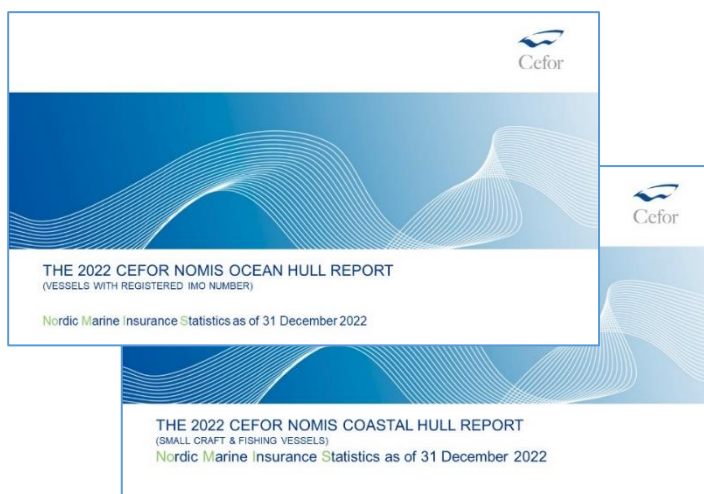 Cefor
THE 2022 CEFOR NOMIS OCEAN HULL REPORT
(VESSELS WITH REGISTERED IMO NUMBER)
Nordic Marine Insurance Statistics as of 31 December 2022
Cefor
THE 2022 CEFOR NOMIS COASTAL HULL REPORT
(SMALL CRAFT & FISHING VESSELS)
Nordic Marine Insurance Statistics as of 31 December 2022